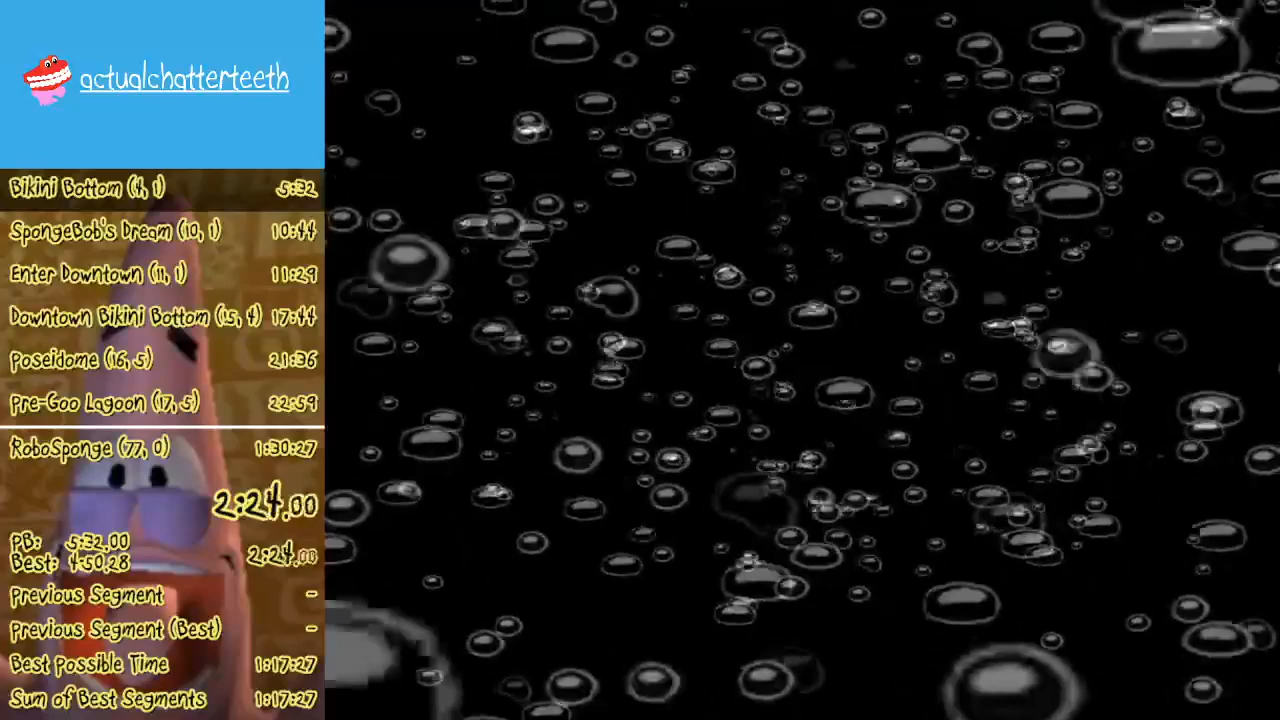 actualchatterteeth
Bikini Bottom (4, 1) 5:32
SpongeBob's Dream (10, 1) 10:44
Enter Downtown (11, 1) 11:29
Downtown Bikini Bottom (15, 4) 17:44
Poseidome (16, 5) 21:36
Pre-Goo Lagoon (17, 5) 22:59
RoboSponge (77, 0) 1:30:27
2:24.00
PB: 5:32.00
Best: 4:50.28 2:24.00
Previous Segment -
Previous Segment (Best) -
Best Possible Time 1:17:27
Sum of Best Segments 1:17:27